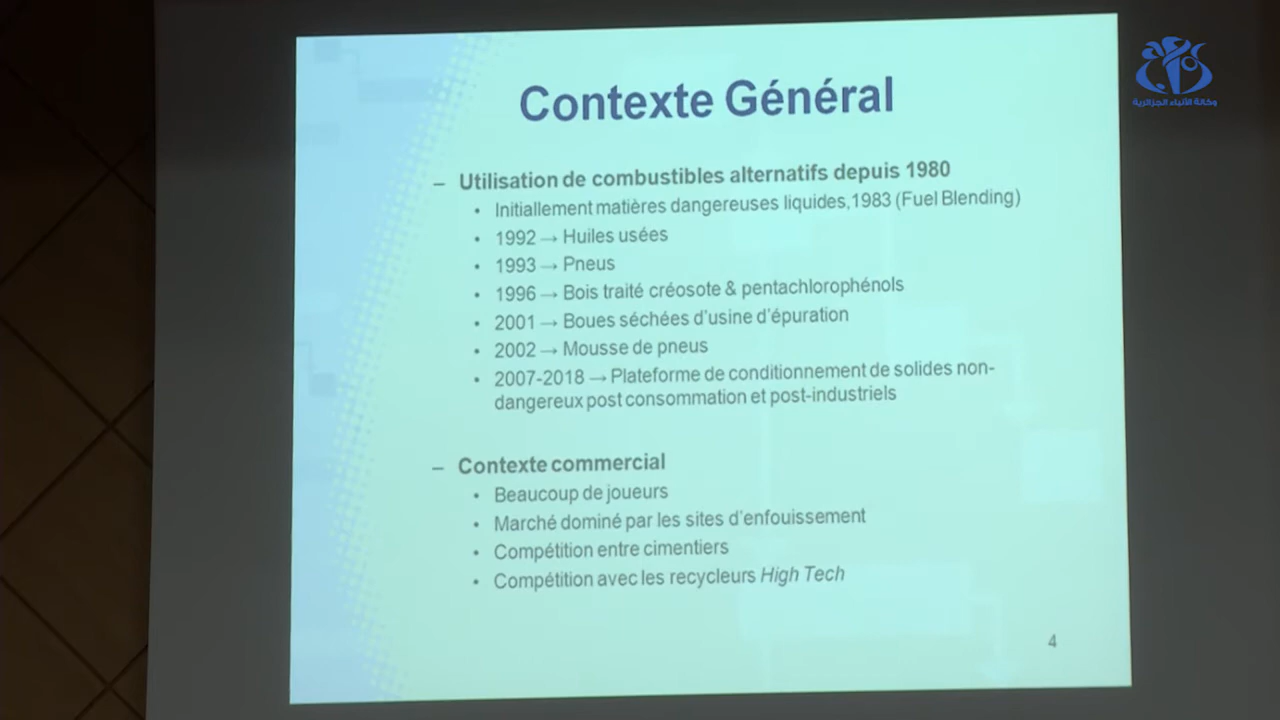 Contexte Général
– Utilisation de combustibles alternatifs depuis 1980
• Initiallement matières dangereuses liquides,1983 (Fuel Blending)
• 1992 → Huiles usées
• 1993 → Pneus
• 1996 → Bois traité créosote & pentachlorophénols
• 2001 → Boues séchées d'usine d'épuration
• 2002 → Mousse de pneus
• 2007-2018 → Plateforme de conditionnement de solides non-
dangereux post consommation et post-industriels
– Contexte commercial
• Beaucoup de joueurs
• Marché dominé par les sites d'enfouissement
• Compétition entre cimentiers
• Compétition avec les recycleurs High Tech
4
وكالة الأنباء الجزائرية